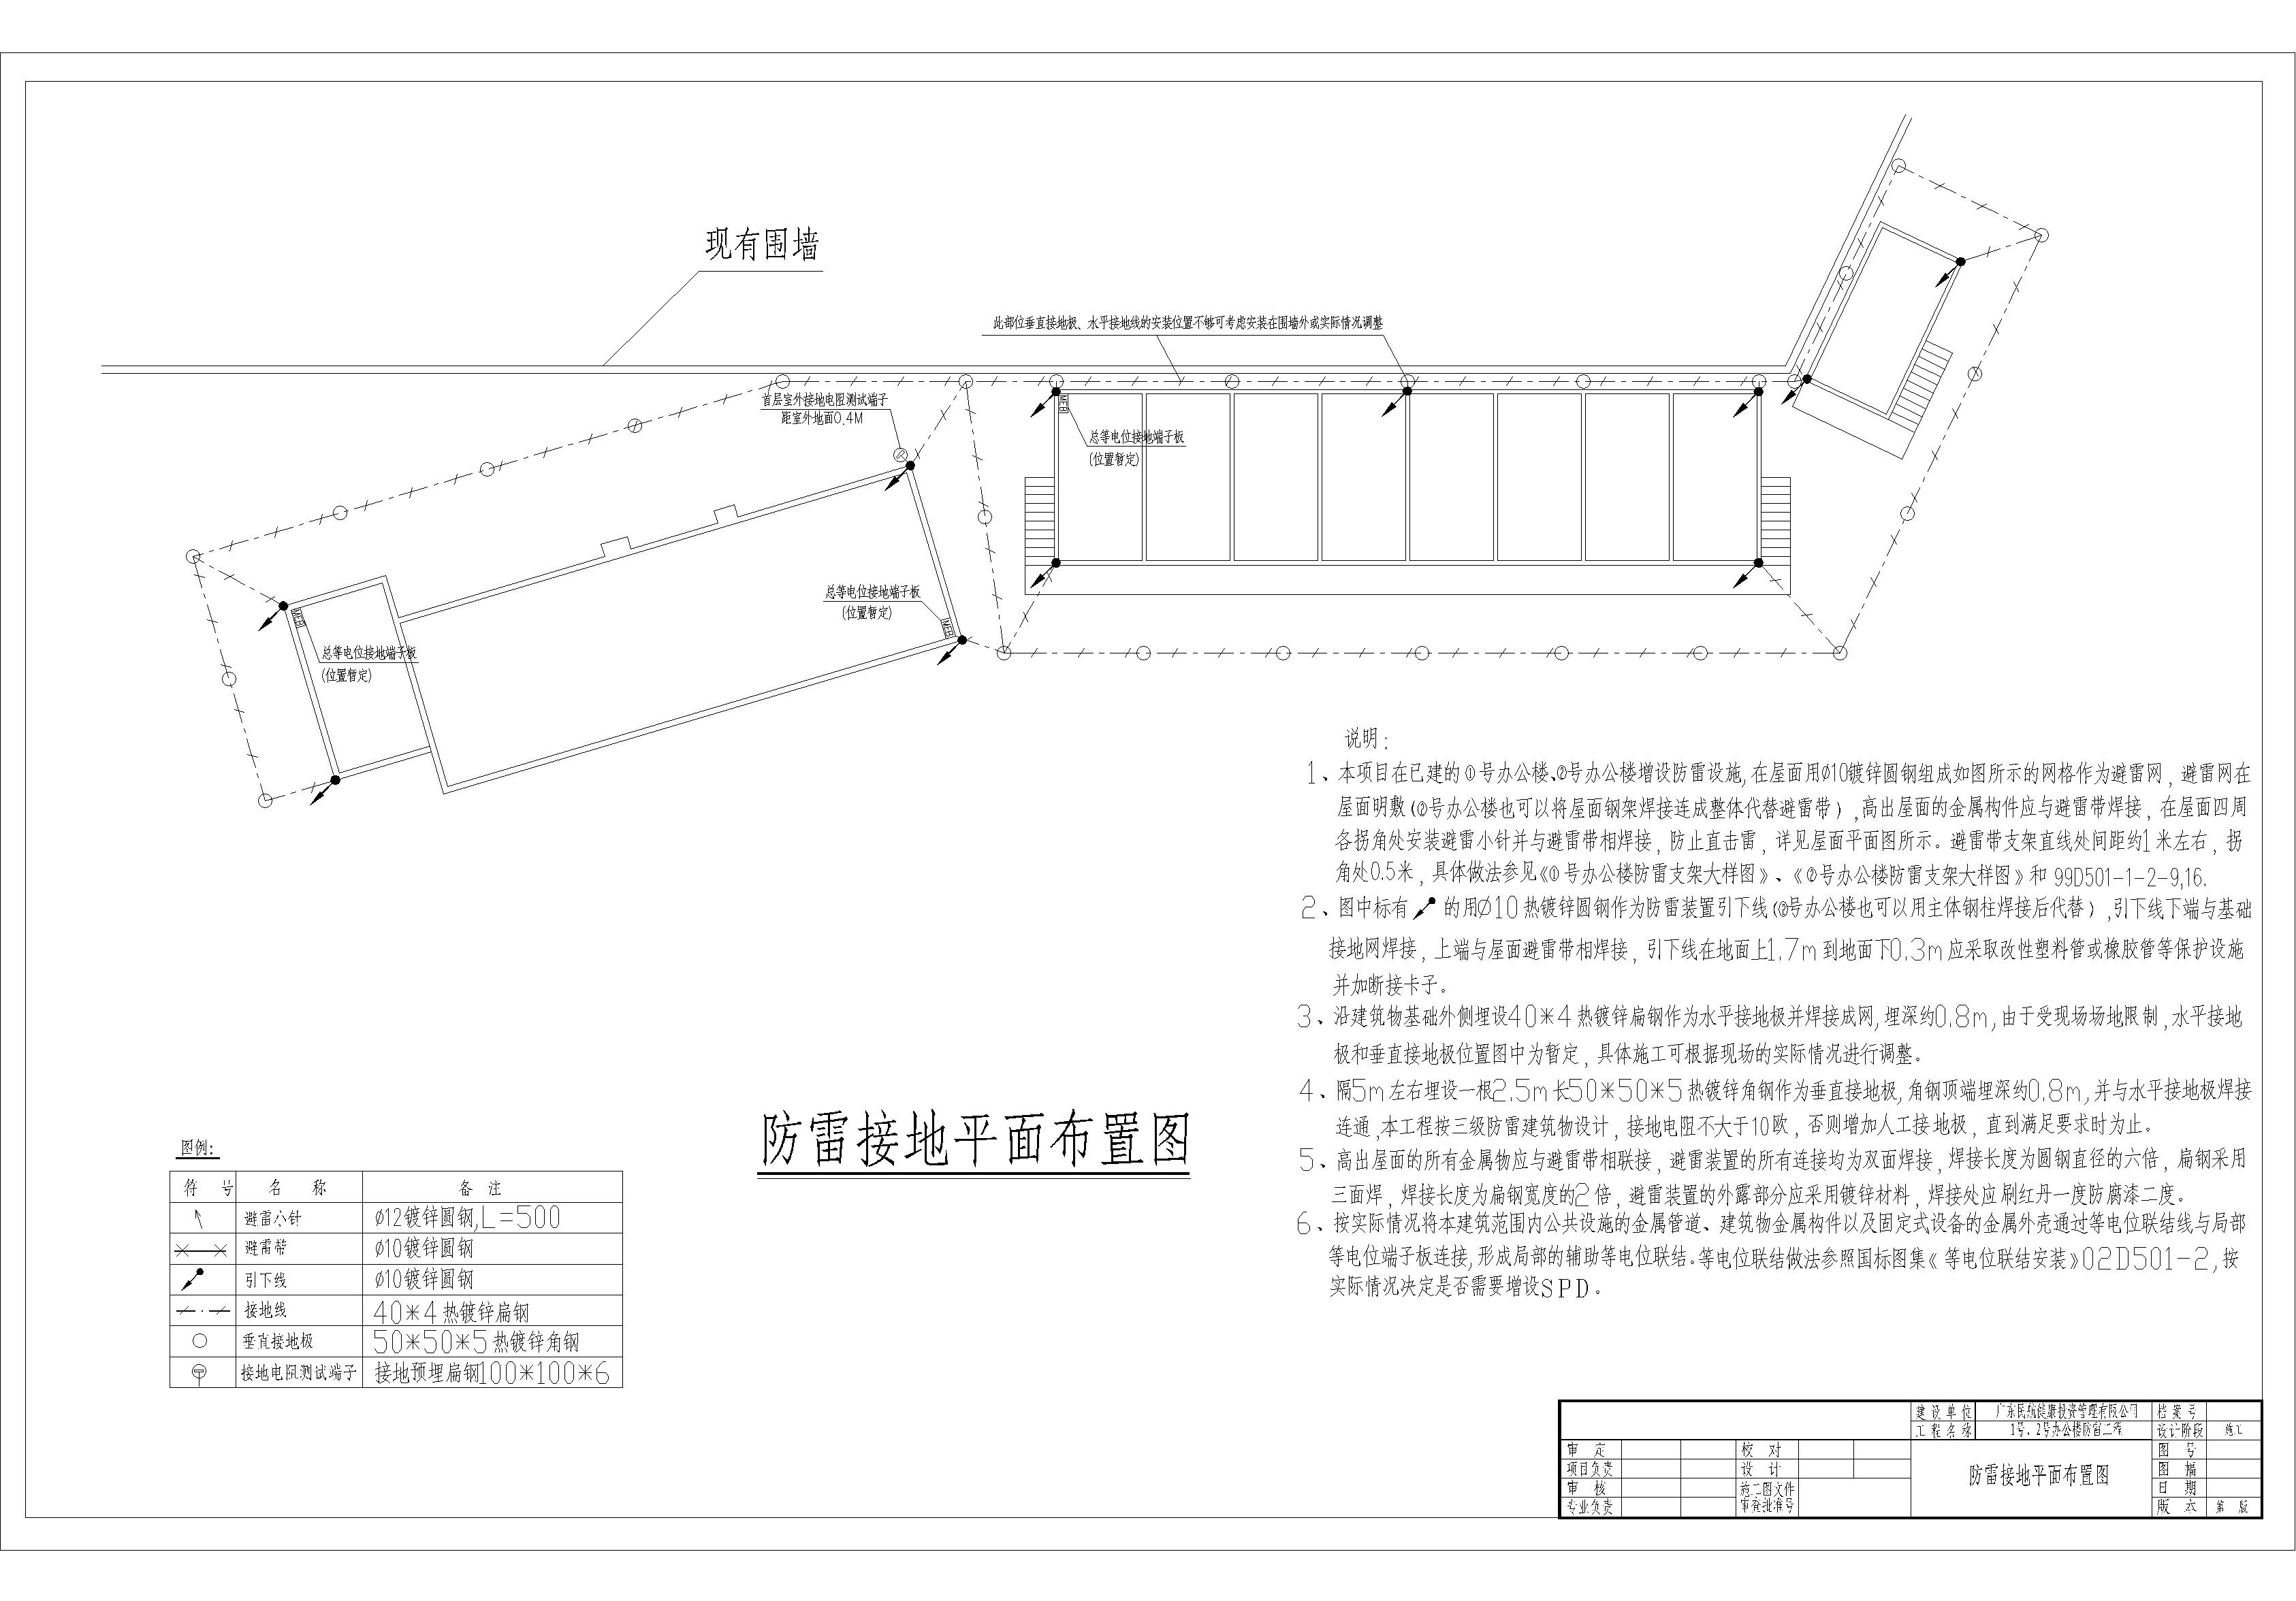 现有围墙
此部位垂直接地极、水平接地线的安装位置不够可考虑安装在围墙外或实际情况调整
首层室外接地电阻测试端子
距室外地面0.4M
MEB
总等电位接地端子板
(位置暂定)
总等电位接地端子板
(位置暂定)
MEB
MEB
总等电位接地端子板
(位置暂定)
说明：
1、本项目在已建的①号办公楼、②号办公楼增设防雷设施，在屋面用ø10镀锌圆钢组成如图所示的网格作为避雷网，避雷网在
屋面明敷(②号办公楼也可以将屋面钢架焊接连成整体代替避雷带)，高出屋面的金属构件应与避雷带焊接，在屋面四周
各拐角处安装避雷小针并与避雷带相焊接，防止直击雷，详见屋面平面图所示。避雷带支架直线处间距约1米左右，拐
角处0.5米，具体做法参见《①号办公楼防雷支架大样图》、《②号办公楼防雷支架大样图》和 99D501-1-2-9,16.
2、图中标有 的用Ø10热镀锌圆钢作为防雷装置引下线(②号办公楼也可以用主体钢柱焊接后代替)，引下线下端与基础
接地网焊接，上端与屋面避雷带相焊接，引下线在地面上1.7m到地面下0.3m应采取改性塑料管或橡胶管等保护设施
并加断接卡子。
3、沿建筑物基础外侧埋设40*4热镀锌扁钢作为水平接地极并焊接成网，埋深约0.8m，由于受现场场地限制，水平接地
极和垂直接地极位置图中为暂定，具体施工可根据现场的实际情况进行调整。
4、隔5m左右埋设一根2.5m长50*50*5热镀锌角钢作为垂直接地极，角钢顶端埋深约0.8m，并与水平接地极焊接
连通，本工程按三级防雷建筑物设计，接地电阻不大于10欧，否则增加人工接地极，直到满足要求时为止。
5、高出屋面的所有金属物应与避雷带相联接，避雷装置的所有连接均为双面焊接，焊接长度为圆钢直径的六倍，扁钢采用
三面焊，焊接长度为扁钢宽度的2倍，避雷装置的外露部分应采用镀锌材料，焊接处应刷红丹一度防腐漆二度。
6、按实际情况将本建筑范围内公共设施的金属管道、建筑物金属构件以及固定式设备的金属外壳通过等电位联结线与局部
等电位端子板连接，形成局部的辅助等电位联结。等电位联结做法参照国标图集《等电位联结安装》02D501-2，按
实际情况决定是否需要增设SPD。
防雷接地平面布置图
图例：
符 号 名 称 备 注
避雷小针 ø12镀锌圆钢,L=500
避雷带 ø10镀锌圆钢
引下线 ø10镀锌圆钢
接地线 40*4热镀锌扁钢
垂直接地极 50*50*5热镀锌角钢
接地电阻测试端子 接地预埋扁钢100*100*6
建设单位 广东民航健康投资管理有限公司 档案号
工程名称 1号、2号办公楼防雷工程 设计阶段 施工
审 定 校 对 图 号
项目负责 设 计 防雷接地平面布置图 图 幅
审 核 施工图文件 日 期
专业负责 审查批准号 版 本 第 版